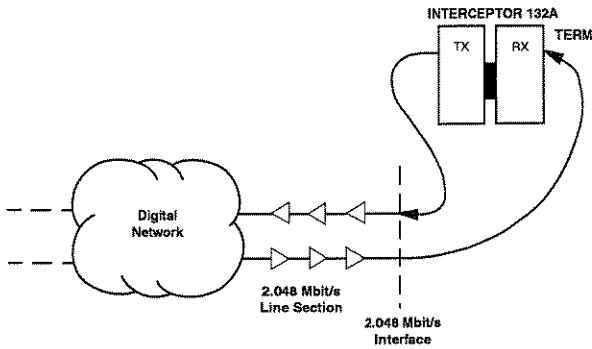 INTERCEPTOR 132A
TX
RX
TERM
Digital
Network
2.048 Mbit/s
Line Section
2.048 Mbit/s
Interface